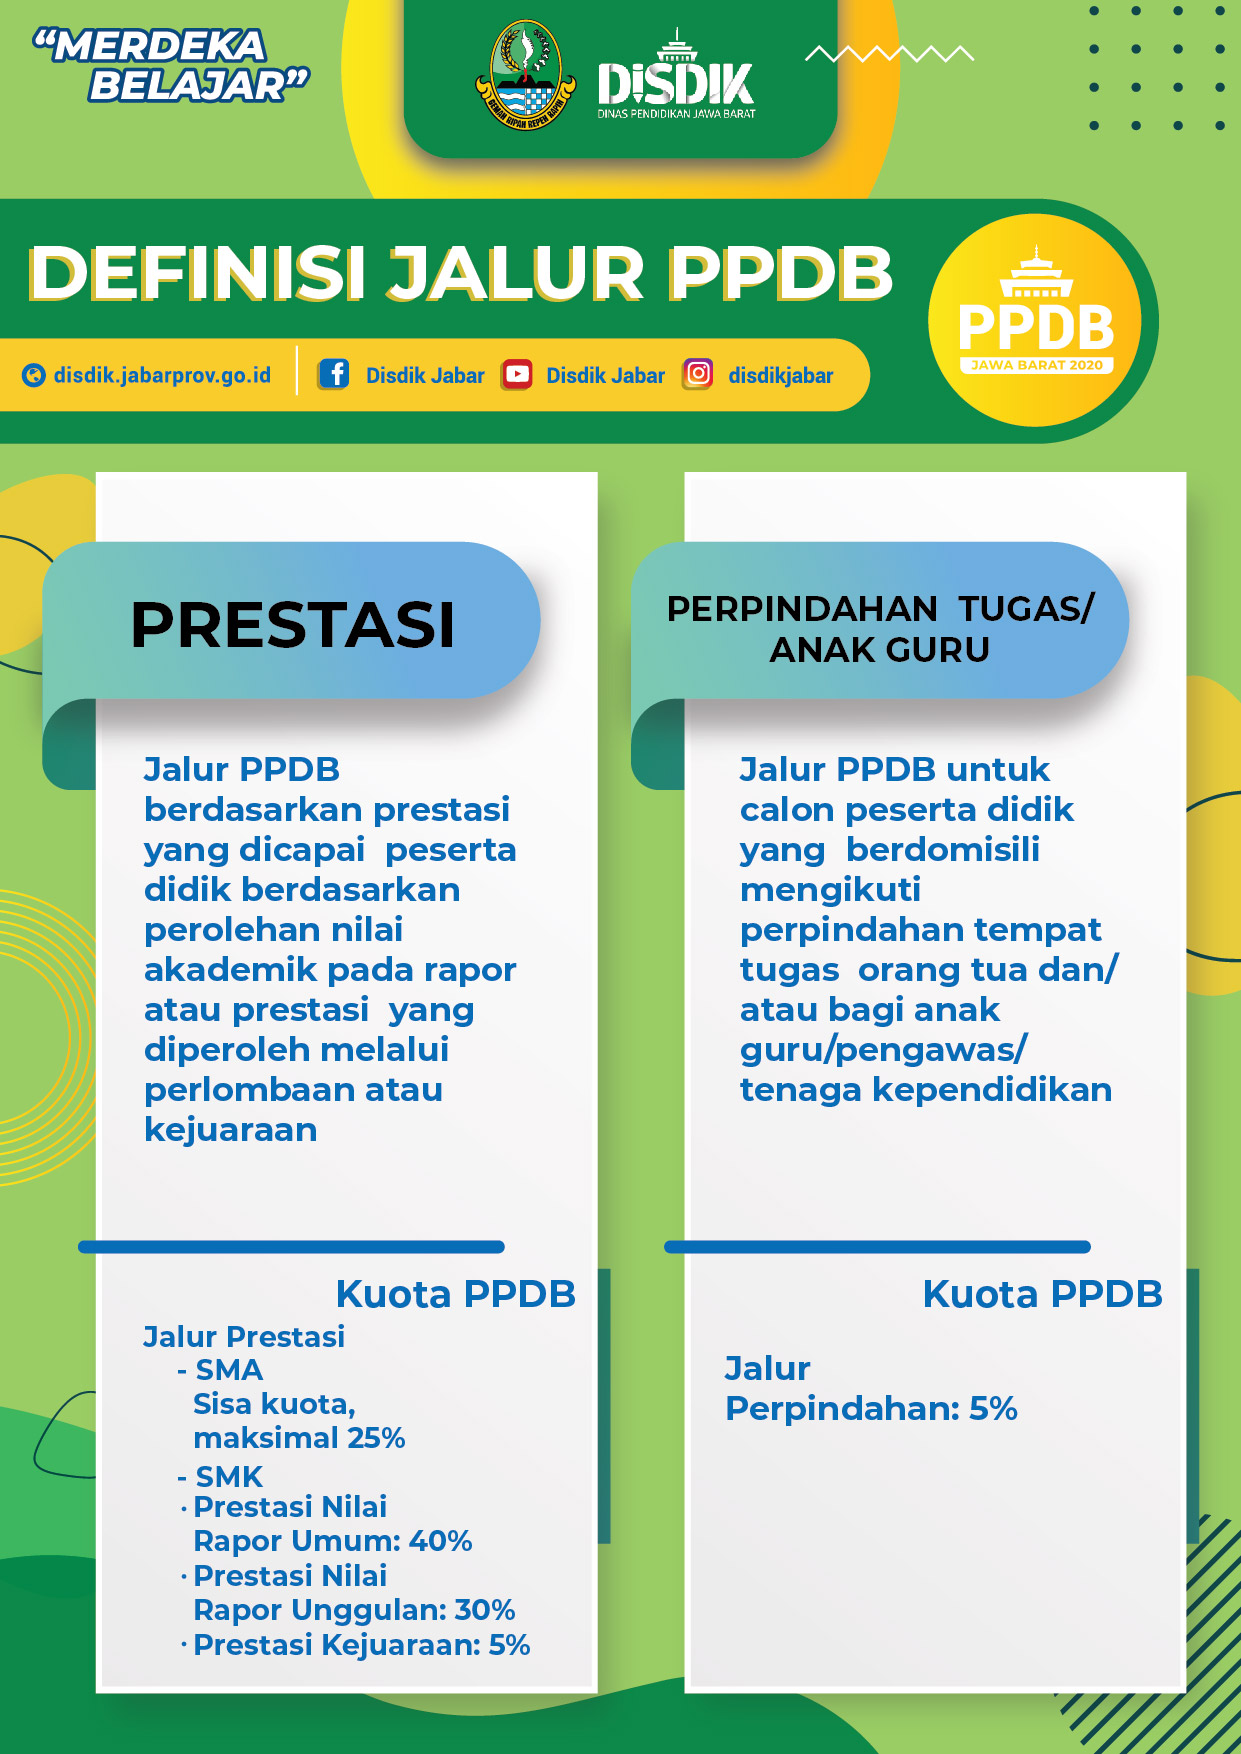 “MERDEKA
BELAJAR”
GEMAH RIPAH REPEH RAPIH
DiSDIK
DINAS PENDIDIKAN JAWA BARAT
DEFINISI JALUR PPDB
PPDB
JAWA BARAT 2020
disdik.jabarprov.go.id
Disdik Jabar
Disdik Jabar
disdikjabar
PRESTASI
Jalur PPDB
berdasarkan prestasi
yang dicapai peserta
didik berdasarkan
perolehan nilai
akademik pada rapor
atau prestasi yang
diperoleh melalui
perlombaan atau
kejuaraan
Kuota PPDB
Jalur Prestasi
- SMA
Sisa kuota,
maksimal 25%
- SMK
· Prestasi Nilai
Rapor Umum: 40%
· Prestasi Nilai
Rapor Unggulan: 30%
· Prestasi Kejuaraan: 5%
PERPINDAHAN TUGAS/
ANAK GURU
Jalur PPDB untuk
calon peserta didik
yang berdomisili
mengikuti
perpindahan tempat
tugas orang tua dan/
atau bagi anak
guru/pengawas/
tenaga kependidikan
Kuota PPDB
Jalur
Perpindahan: 5%